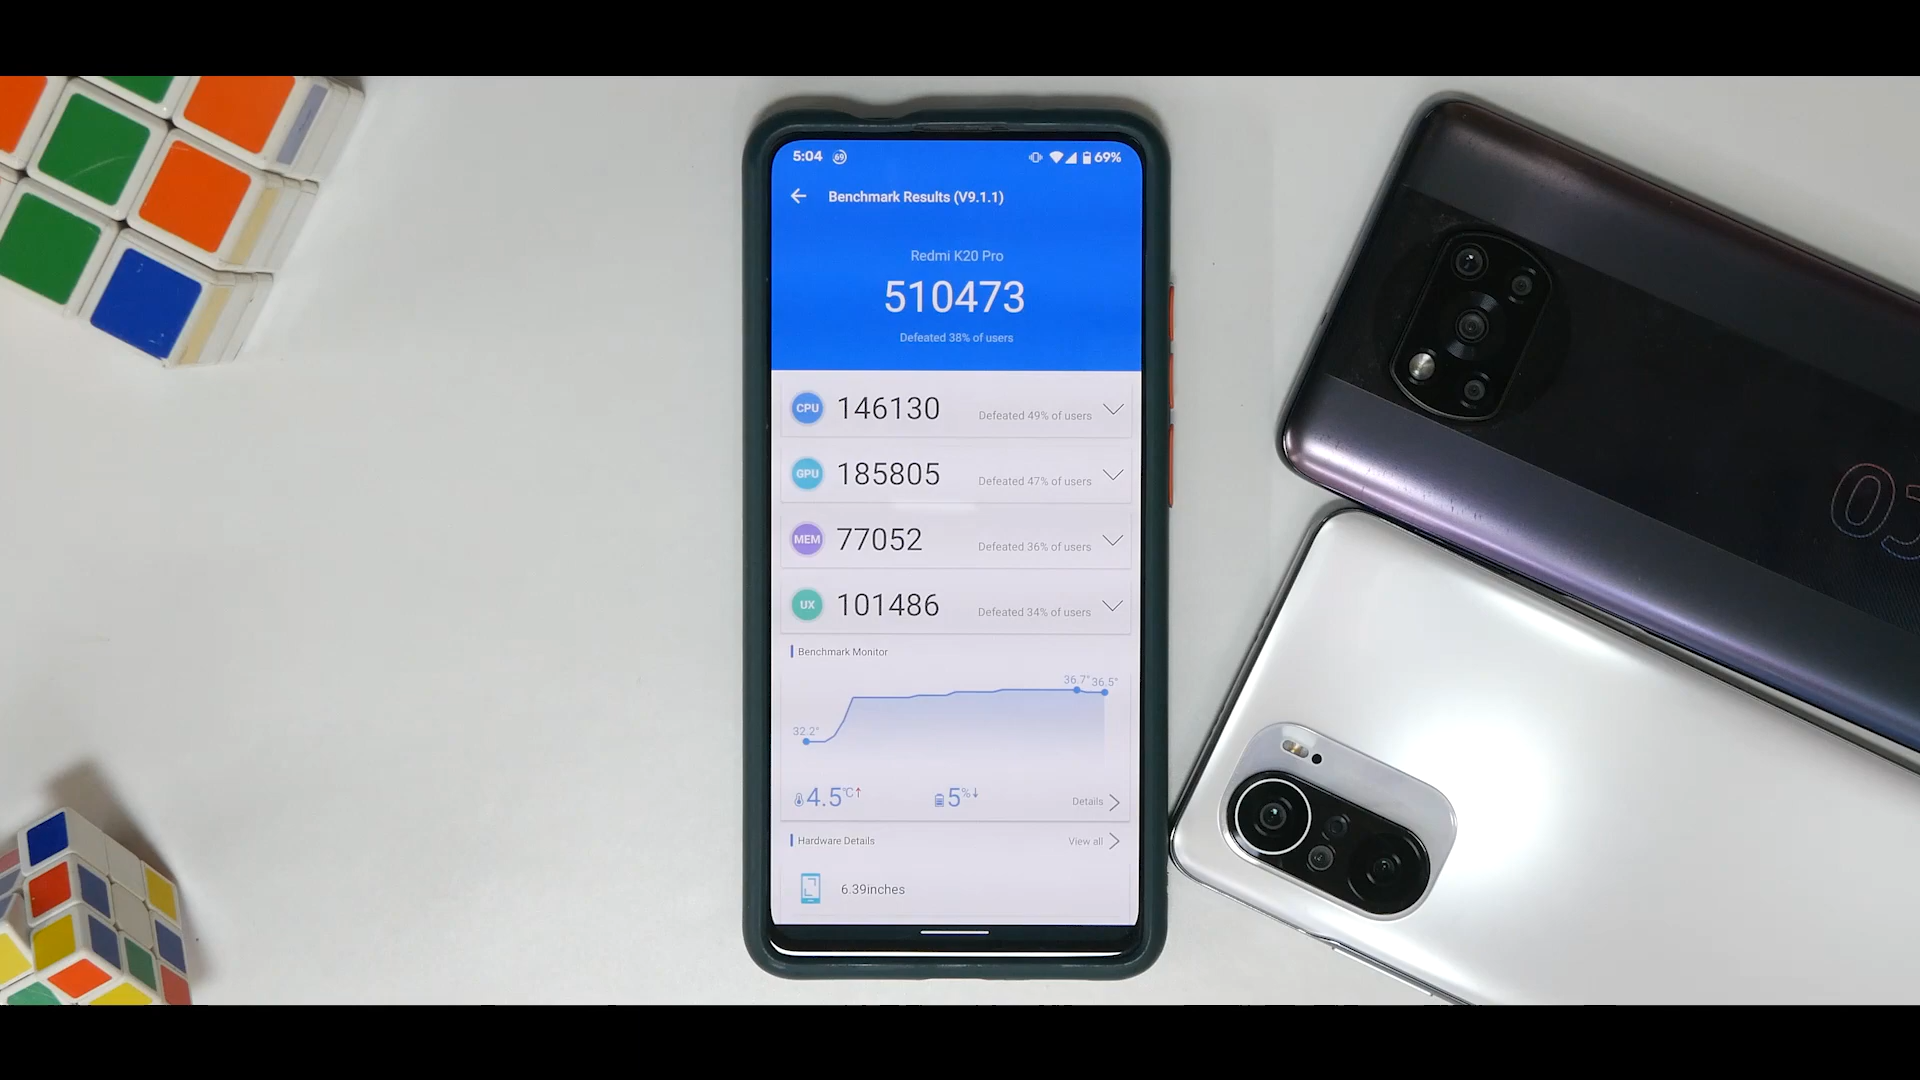 5:04 69 69%
Benchmark Results (V9.1.1)
Redmi K20 Pro
510473
Defeated 38% of users
CPU 146130 Defeated 49% of users
GPU 185805 Defeated 47% of users
MEM 77052 Defeated 36% of users
UX 101486 Defeated 34% of users
Benchmark Monitor
36.7° 36.5°
32.2°
4.5℃↑ 5%↓ Details
Hardware Details View all
6.39inches